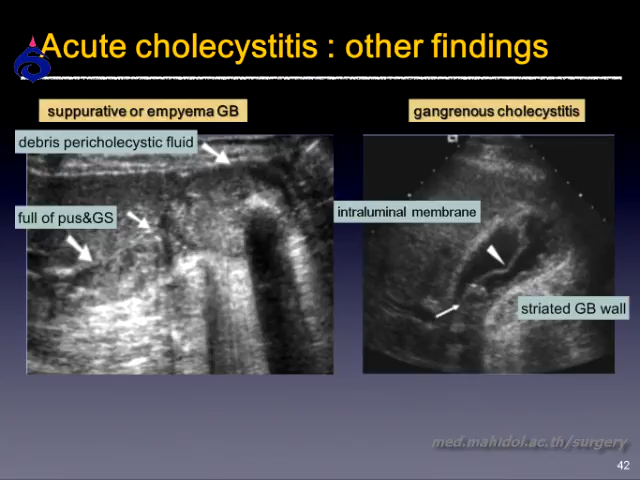 Acute cholecystitis : other findings
suppurative or empyema GB
gangrenous cholecystitis
debris pericholecystic fluid
full of pus&GS
intraluminal membrane
striated GB wall
med.mahidol.ac.th/surgery
42